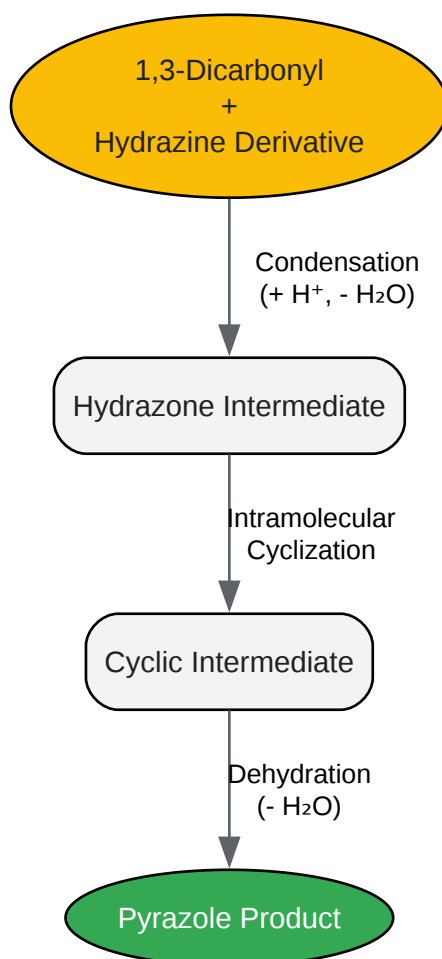 1,3-Dicarbonyl
+
Hydrazine Derivative
Condensation
(+ H⁺, - H₂O)
Hydrazone Intermediate
Intramolecular
Cyclization
Cyclic Intermediate
Dehydration
(- H₂O)
Pyrazole Product